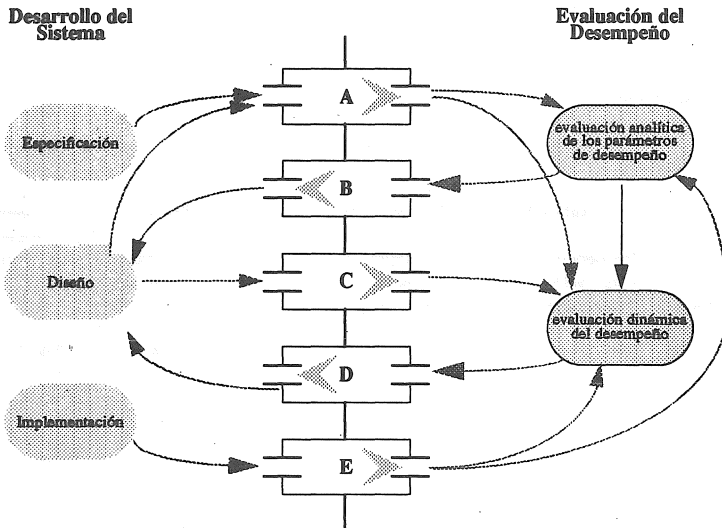 Desarrollo del
Sistema
Evaluación del
Desempeño
A
Especificación
evaluación analítica
de los parámetros
de desempeño
B
Diseño
C
evaluación dinámica
del desempeño
D
Implementación
E